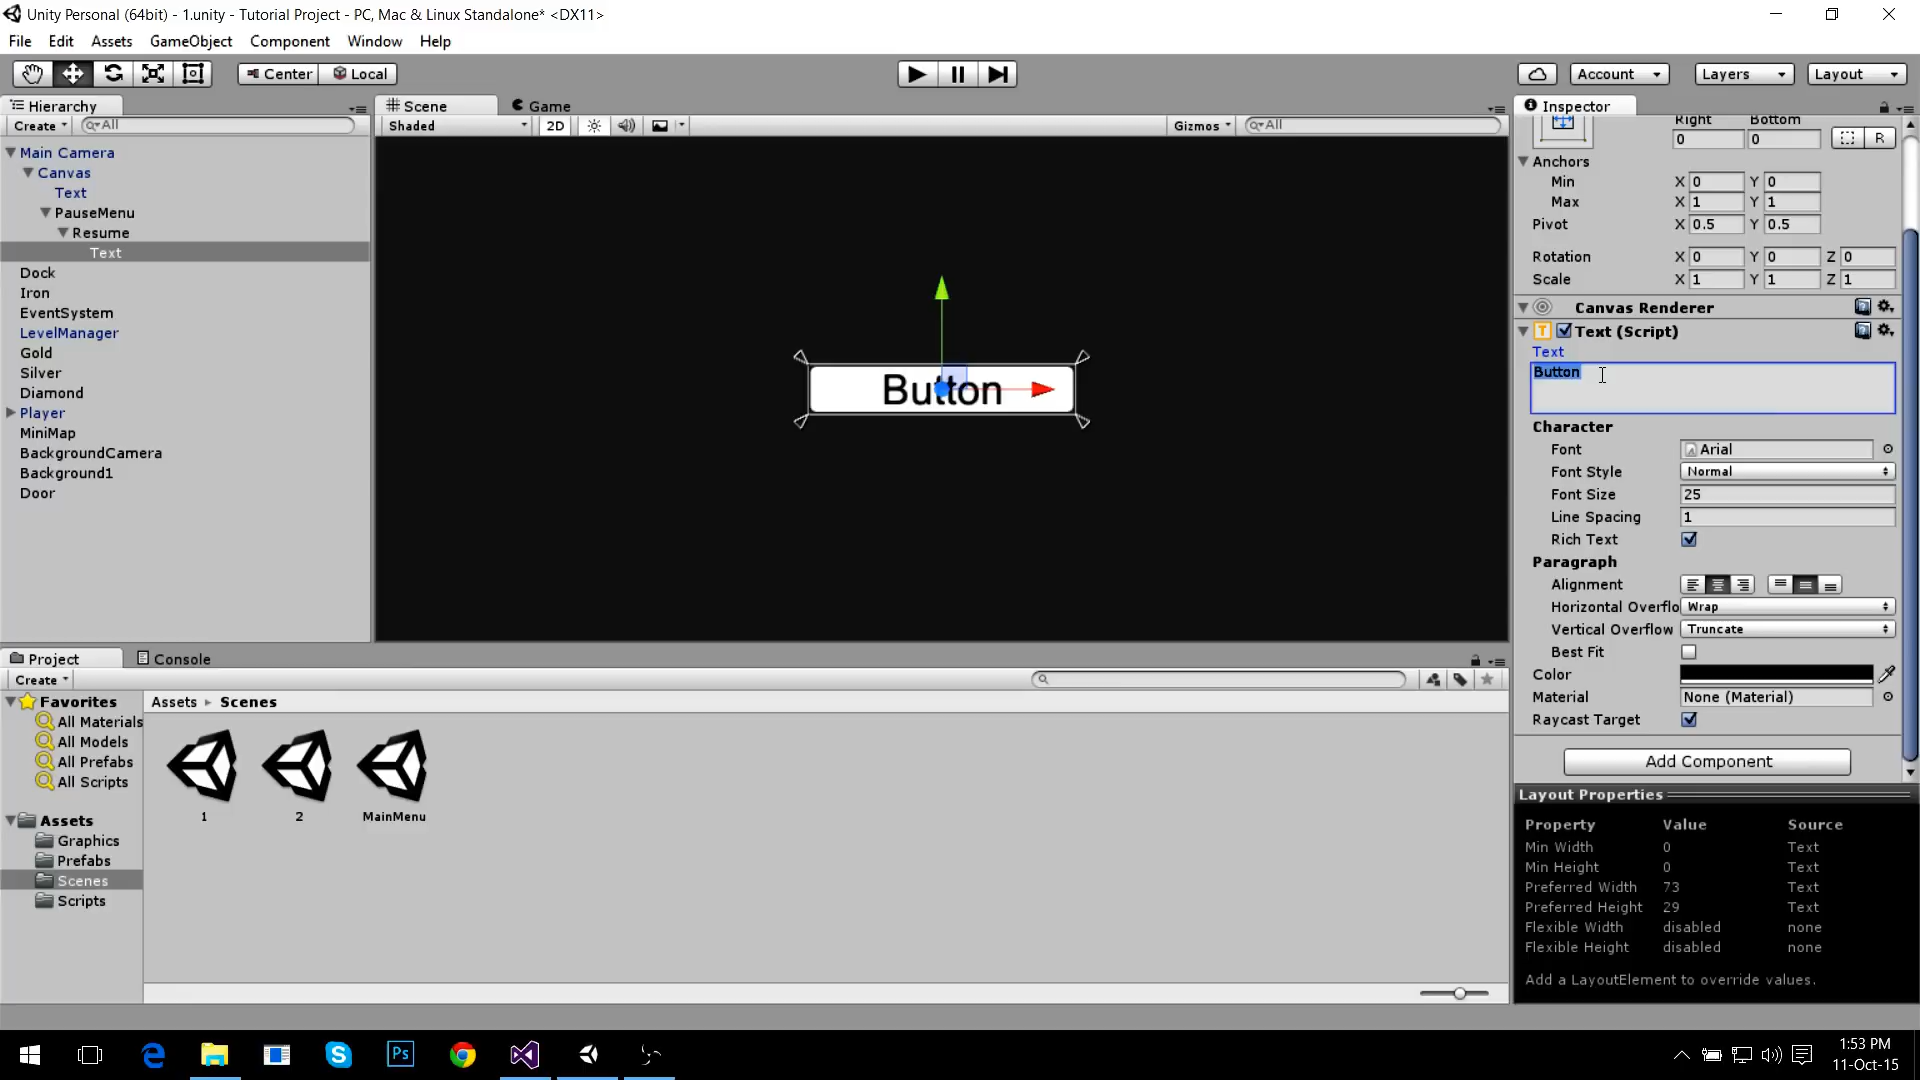 Unity Personal (64bit) - 1.unity - Tutorial Project - PC, Mac & Linux Standalone* <DX11>
File Edit Assets GameObject Component Window Help
Center Local Account Layers Layout
Hierarchy
Create All
Main Camera
Canvas
Text
PauseMenu
Resume
Text
Dock
Iron
EventSystem
LevelManager
Gold
Silver
Diamond
Player
MiniMap
BackgroundCamera
Background1
Door
Scene Game
Shaded 2D Gizmos All
Button
Inspector
Right Bottom
0 0 R
Anchors
Min X 0 Y 0
Max X 1 Y 1
Pivot X 0.5 Y 0.5
Rotation X 0 Y 0 Z 0
Scale X 1 Y 1 Z 1
Canvas Renderer
T Text (Script)
Text
Button
Character
Font Arial
Font Style Normal
Font Size 25
Line Spacing 1
Rich Text
Paragraph
Alignment
Horizontal Overflo Wrap
Vertical Overflow Truncate
Best Fit
Color
Material None (Material)
Raycast Target
Add Component
Layout Properties
Property Value Source
Min Width 0 Text
Min Height 0 Text
Preferred Width 73 Text
Preferred Height 29 Text
Flexible Width disabled none
Flexible Height disabled none
Add a LayoutElement to override values.
Project Console
Create
Favorites
All Materials
All Models
All Prefabs
All Scripts
Assets
Graphics
Prefabs
Scenes
Scripts
Assets Scenes
1 2 MainMenu
Ps
1:53 PM
11-Oct-15